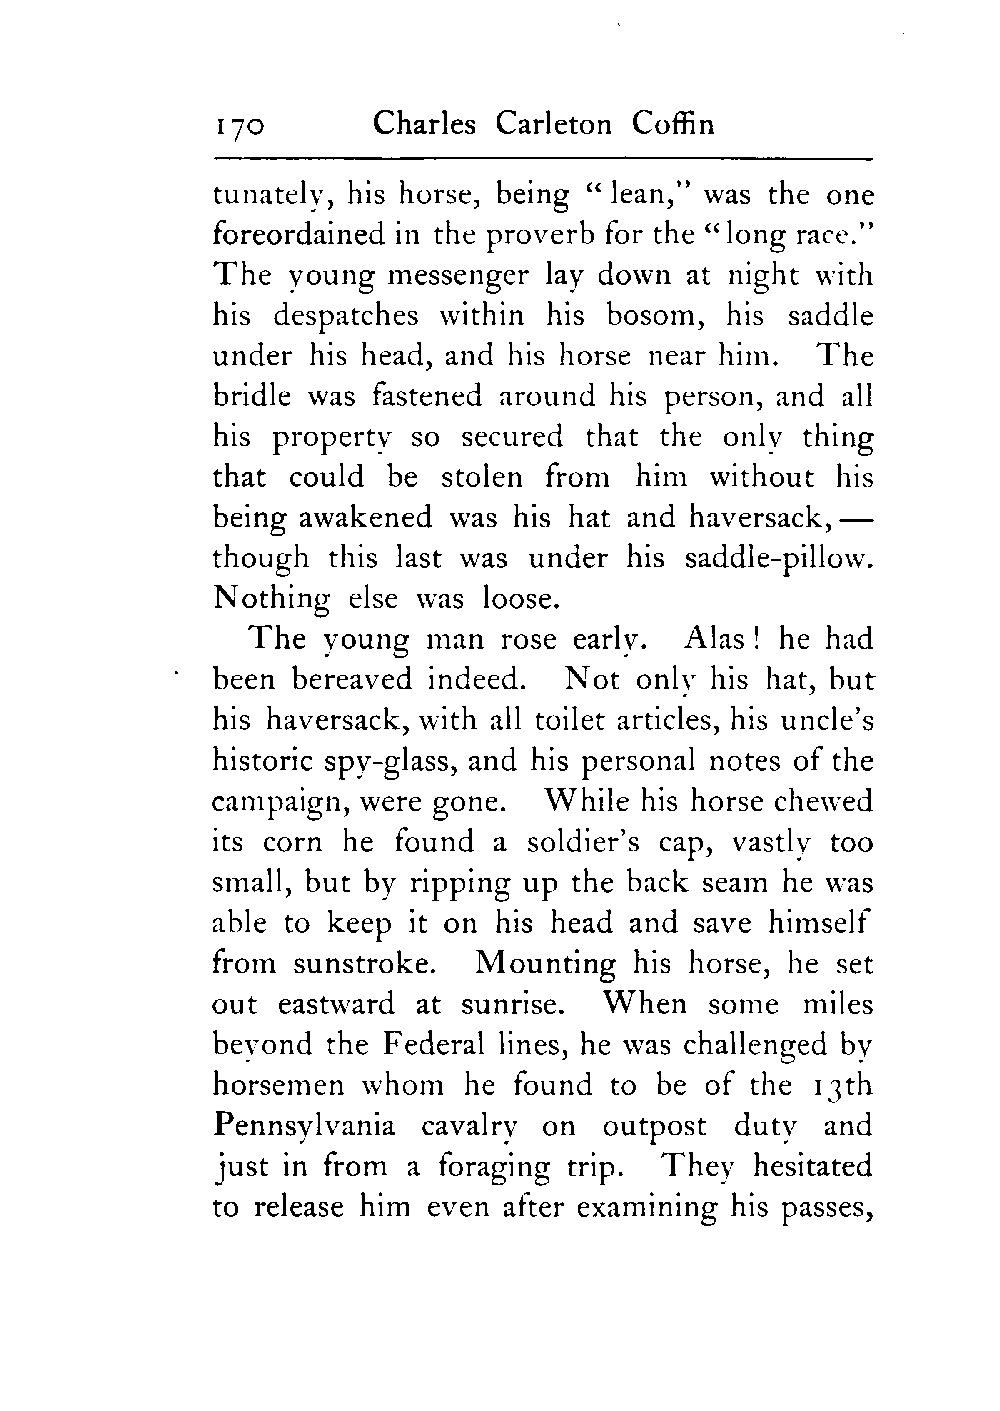 170 Charles Carleton Coffin
tunately, his horse, being “lean,” was the one
foreordained in the proverb for the “long race.”
The young messenger lay down at night with
his despatches within his bosom, his saddle
under his head, and his horse near him. The
bridle was fastened around his person, and all
his property so secured that the only thing
that could be stolen from him without his
being awakened was his hat and haversack, —
though this last was under his saddle-pillow.
Nothing else was loose.
The young man rose early. Alas! he had
been bereaved indeed. Not only his hat, but
his haversack, with all toilet articles, his uncle’s
historic spy-glass, and his personal notes of the
campaign, were gone. While his horse chewed
its corn he found a soldier’s cap, vastly too
small, but by ripping up the back seam he was
able to keep it on his head and save himself
from sunstroke. Mounting his horse, he set
out eastward at sunrise. When some miles
beyond the Federal lines, he was challenged by
horsemen whom he found to be of the 13th
Pennsylvania cavalry on outpost duty and
just in from a foraging trip. They hesitated
to release him even after examining his passes,